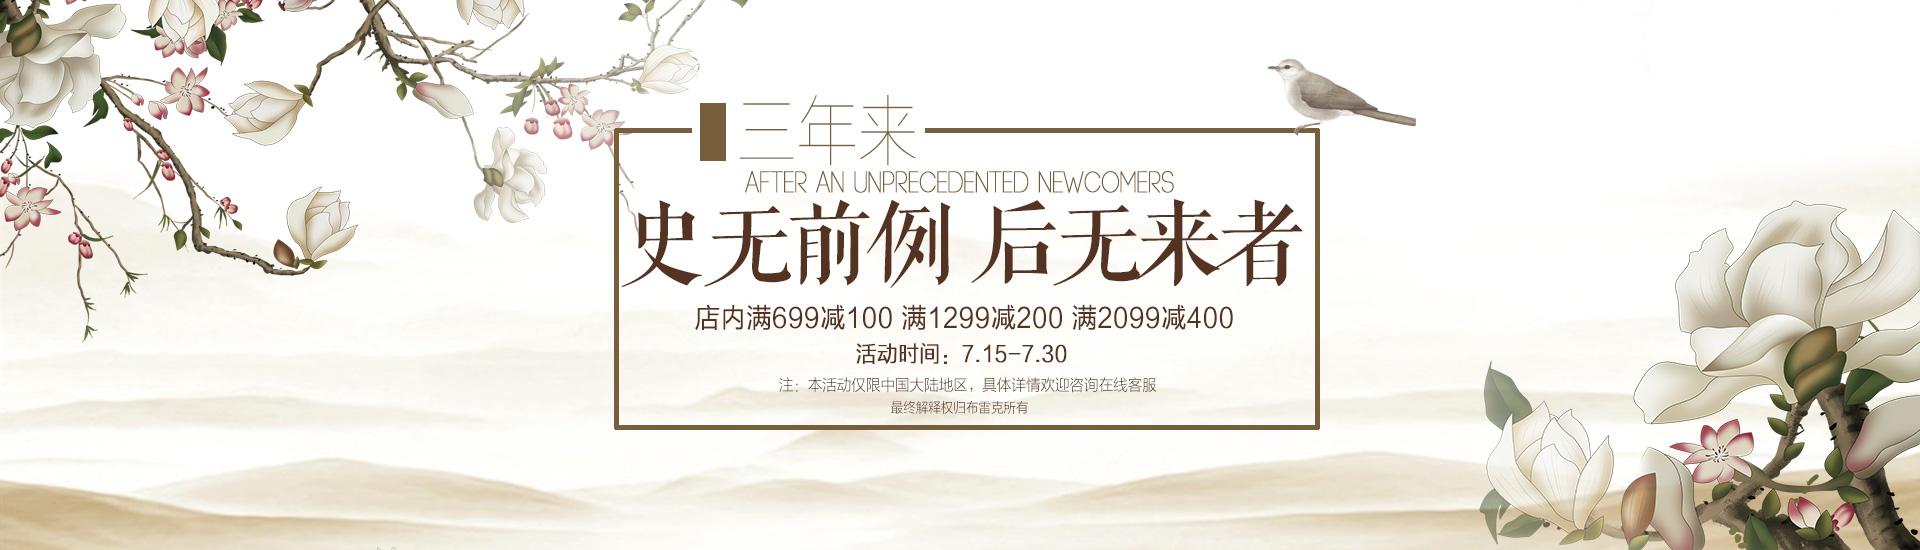 三年来
AFTER AN UNPRECEDENTED NEWCOMERS
史无前例 后无来者
店内满699减100 满1299减200 满2099减400
活动时间：7.15-7.30
注：本活动仅限中国大陆地区，具体详情欢迎咨询在线客服
最终解释权归布雷克所有